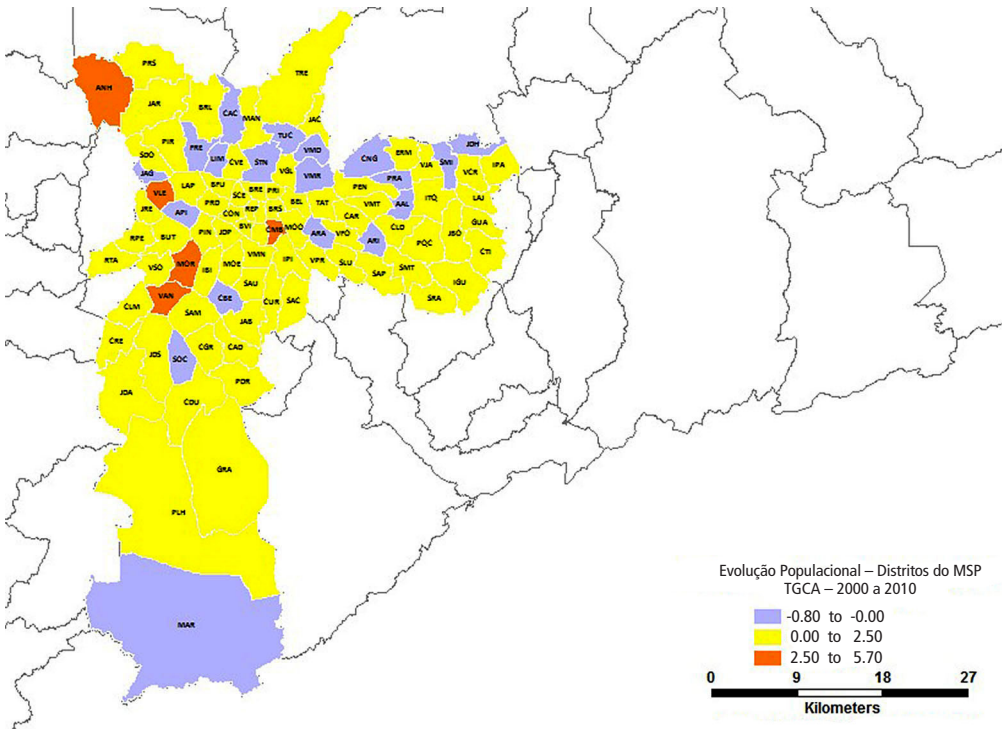 PRS
TRE
ANH
JAR
BRL
CAC
MAN
JAC
PIR
FRE
LIM
CVE
TUC
STN
VMD
VMR
VGL
CNG
ERM
VJA
SMI
JDH
VCR
IPA
SDO
JAG
VLE
LAP
BFU
SCE
BRE
PRI
BEL
TAT
PEN
PRA
VMT
AAL
ITQ
LAJ
JRE
API
PRD
CON
REP
BRS
CMB
MOO
ARA
CAR
VFO
ARI
CLD
PQC
JBO
GUA
CTI
RPE
BUT
PIN
JDP
BVI
RTA
VSO
MOR
IBI
MOE
VMN
IPI
VPR
SLU
SAP
SMT
IGU
SRA
VAN
CLM
SAM
CBE
SAU
CUR
SAC
JAB
CRE
JDS
SOC
CGR
CAD
PDR
JDA
CDU
GRA
PLH
MAR
Evolução Populacional – Distritos do MSP
TGCA – 2000 a 2010
-0.80 to -0.00
0.00 to 2.50
2.50 to 5.70
0 9 18 27
Kilometers